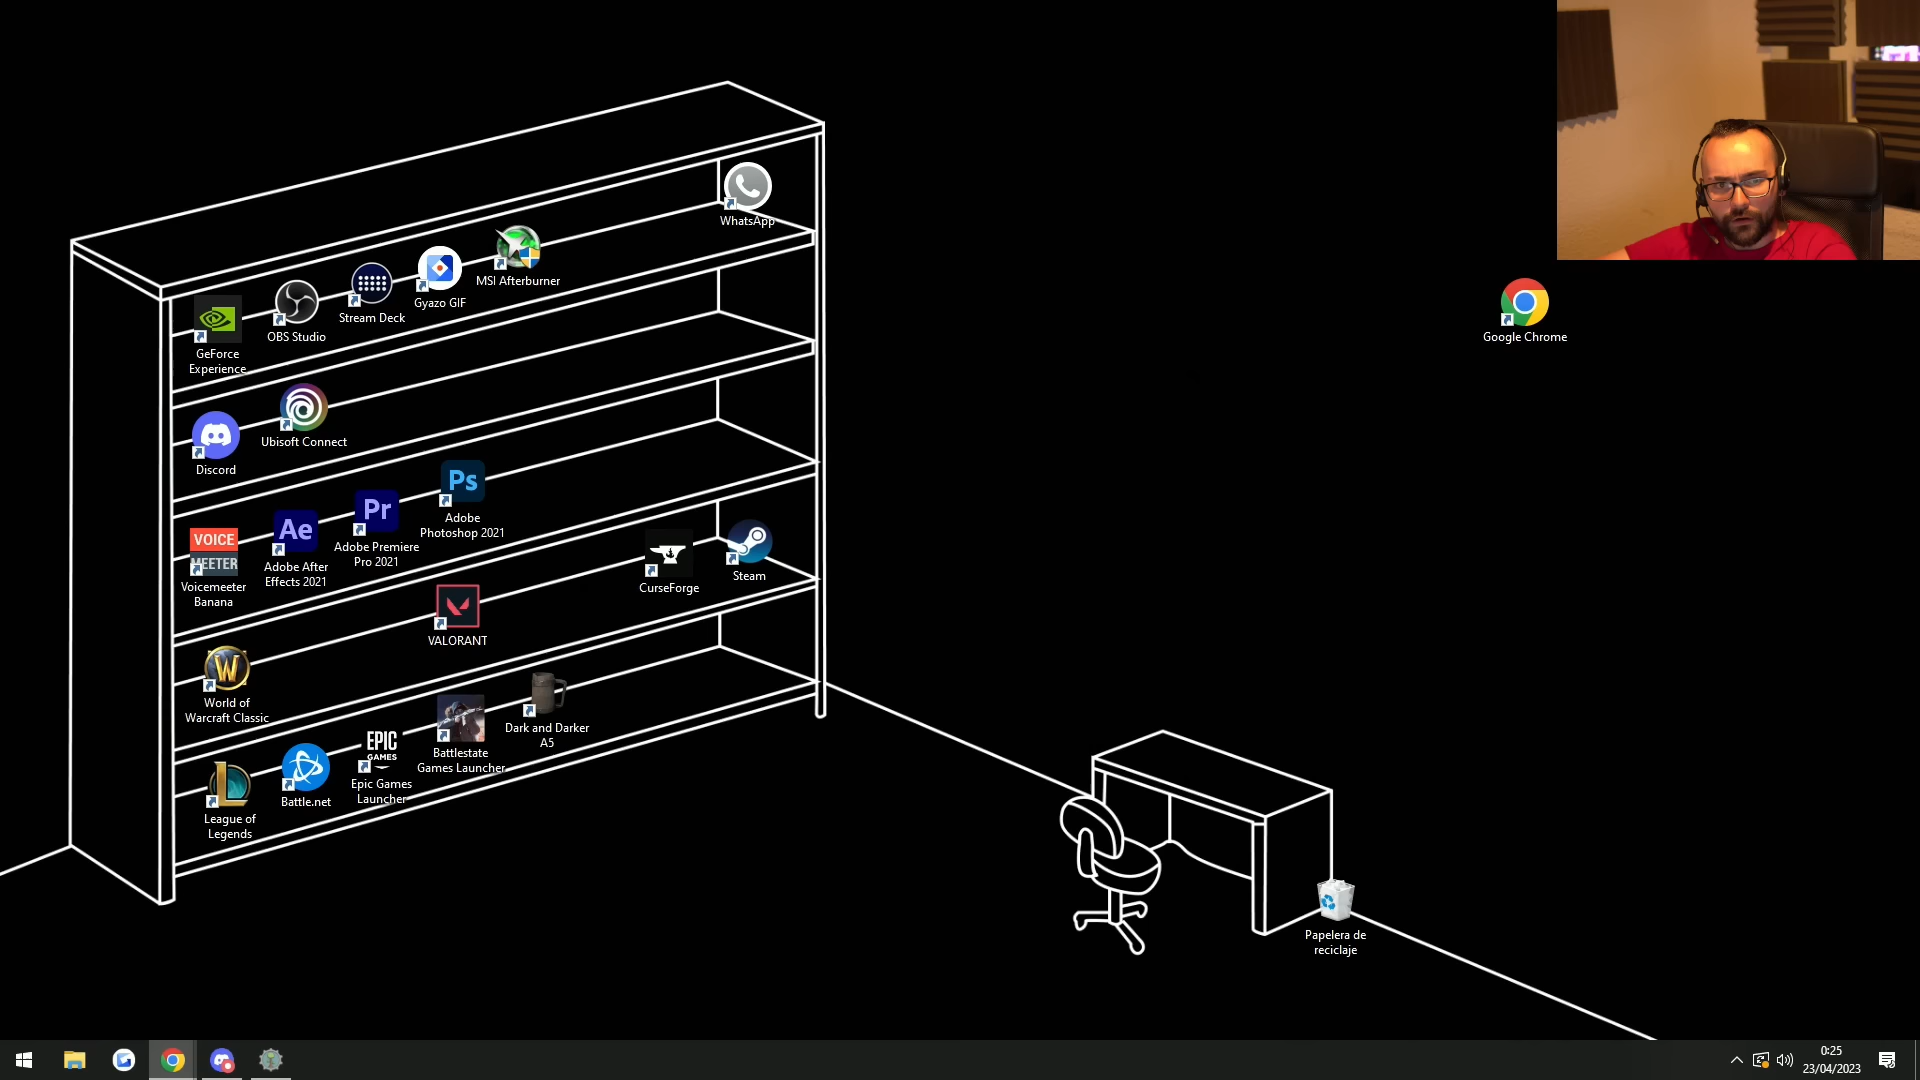 WhatsApp
MSI Afterburner
Gyazo GIF
Stream Deck
OBS Studio
GeForce
Experience
Google Chrome
Ubisoft Connect
Discord
Ps
Adobe
Photoshop 2021
Pr
Adobe Premiere
Pro 2021
Ae
Adobe After
Effects 2021
VOICE
MEETER
Voicemeeter
Banana
CurseForge
Steam
VALORANT
W
World of
Warcraft Classic
Dark and Darker
A5
Battlestate
Games Launcher
EPIC
GAMES
Epic Games
Launcher
Battle.net
L
League of
Legends
Papelera de
reciclaje
0:25
23/04/2023